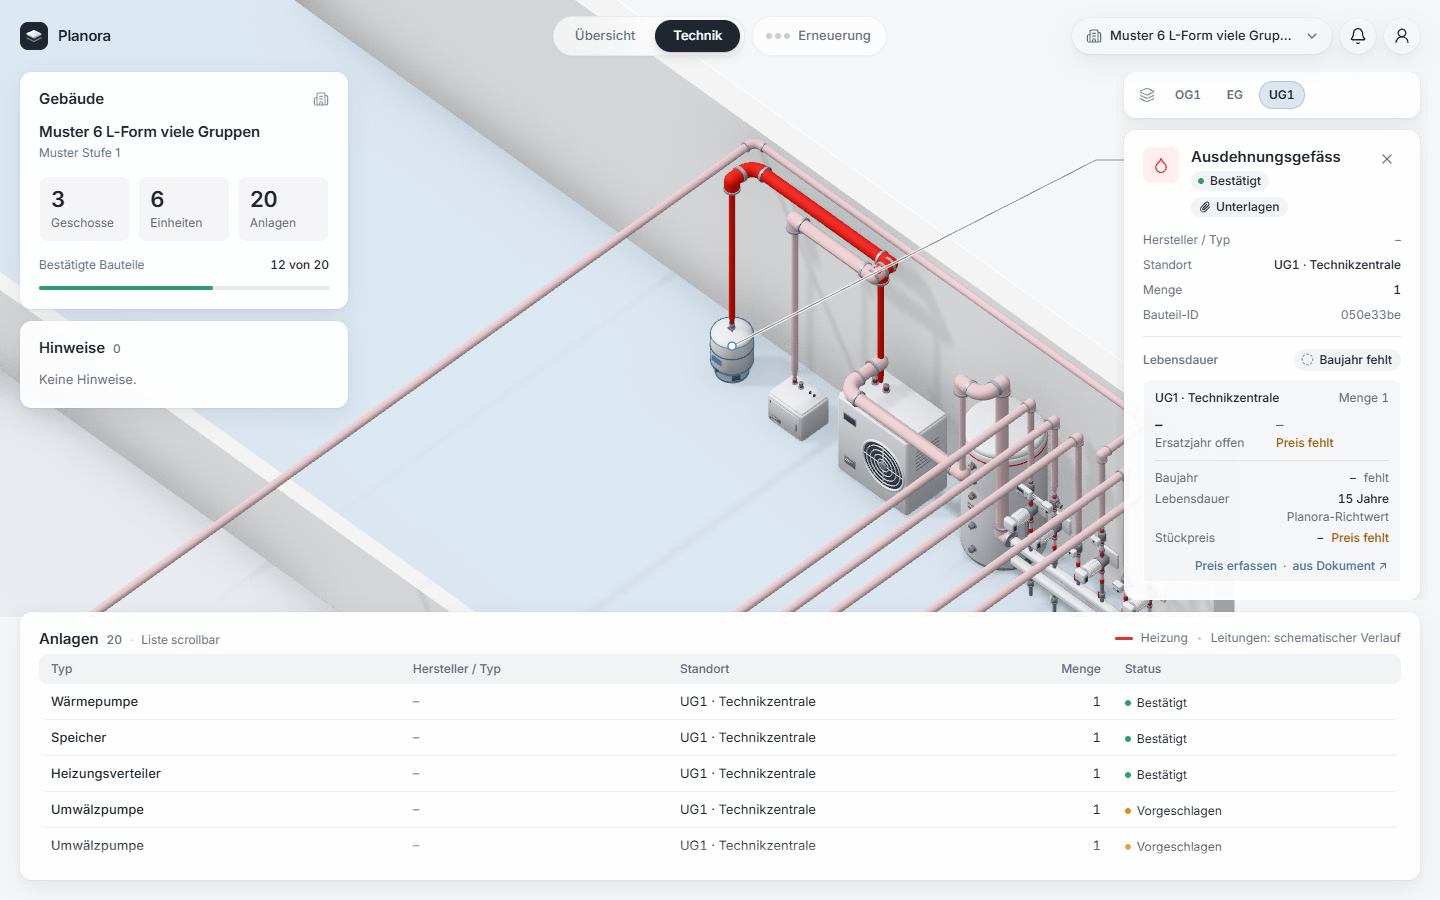 Planora
Übersicht
Technik
Erneuerung
Muster 6 L-Form viele Grup...
Gebäude
Muster 6 L-Form viele Gruppen
Muster Stufe 1
3
Geschosse
6
Einheiten
20
Anlagen
Bestätigte Bauteile
12 von 20
Hinweise 0
Keine Hinweise.
OG1
EG
UG1
Ausdehnungsgefäss
Bestätigt
Unterlagen
Hersteller / Typ –
Standort UG1 · Technikzentrale
Menge 1
Bauteil-ID 050e33be
Lebensdauer Baujahr fehlt
UG1 · Technikzentrale Menge 1
– –
Ersatzjahr offen Preis fehlt
Baujahr – fehlt
Lebensdauer 15 Jahre
Planora-Richtwert
Stückpreis – Preis fehlt
Preis erfassen · aus Dokument ↗
Anlagen 20 · Liste scrollbar
Heizung • Leitungen: schematischer Verlauf
Typ Hersteller / Typ Standort Menge Status
Wärmepumpe – UG1 · Technikzentrale 1 Bestätigt
Speicher – UG1 · Technikzentrale 1 Bestätigt
Heizungsverteiler – UG1 · Technikzentrale 1 Bestätigt
Umwälzpumpe – UG1 · Technikzentrale 1 Vorgeschlagen
Umwälzpumpe – UG1 · Technikzentrale 1 Vorgeschlagen